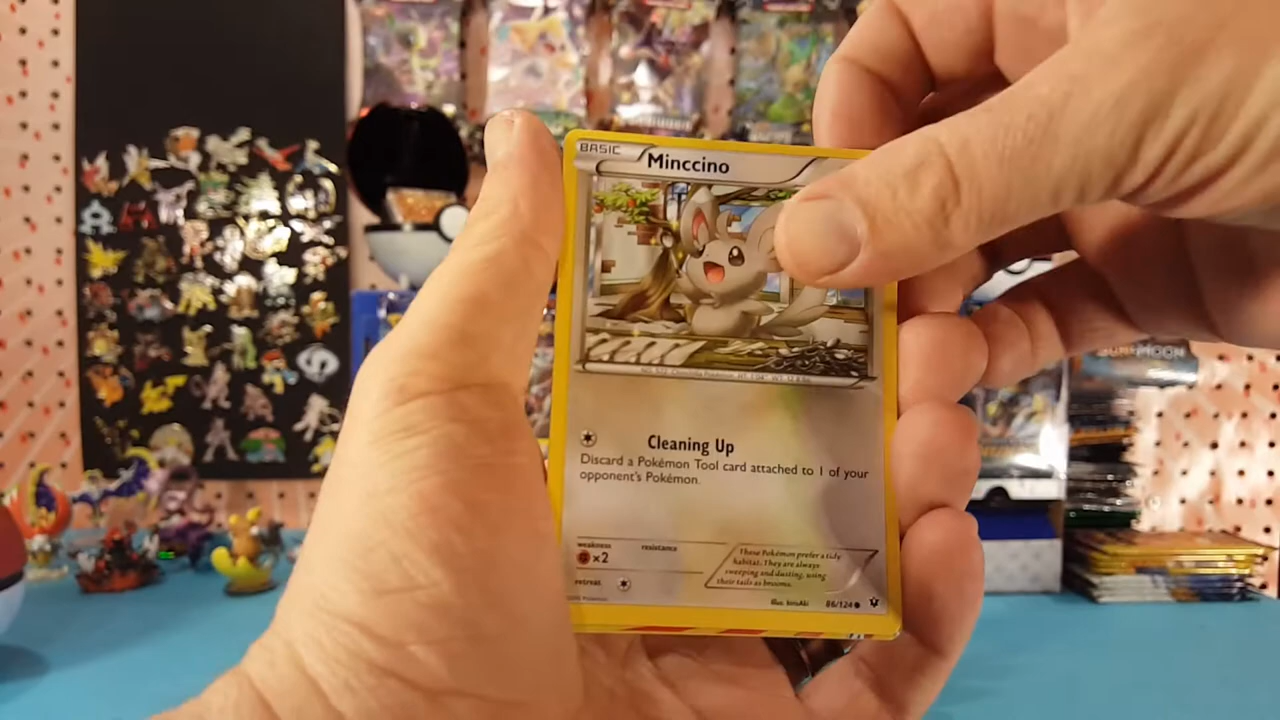 BASIC
Minccino
Cleaning Up
Discard a Pokémon Tool card attached to 1 of your
opponent's Pokémon.
weakness
resistance
×2
These Pokémon prefer a tidy
habitat. They are always
sweeping and dusting, using
their tails as brooms.
retreat
Illus. kirisAki
86/124
MOON